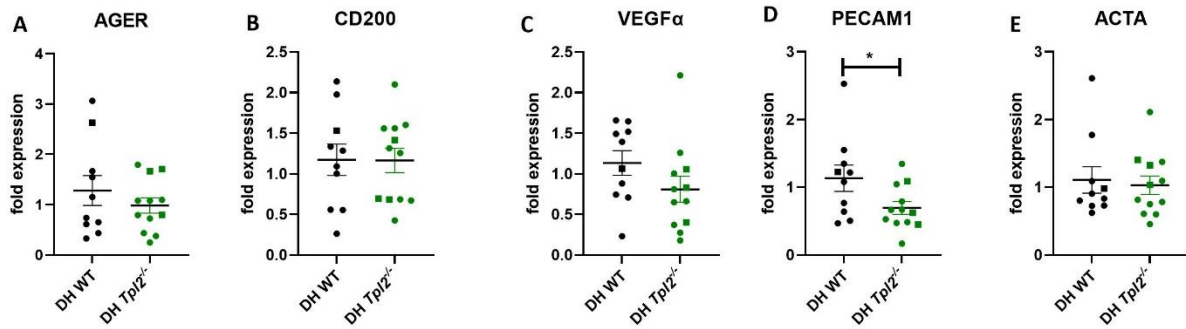 A AGER
fold expression
4
3
2
1
0
DH WT
DH Tpl2-/-
B CD200
fold expression
2.5
2.0
1.5
1.0
0.5
0.0
DH WT
DH Tpl2-/-
C VEGFα
fold expression
2.5
2.0
1.5
1.0
0.5
0.0
DH WT
DH Tpl2-/-
D PECAM1
fold expression
3
2
1
0
*
DH WT
DH Tpl2-/-
E ACTA
fold expression
3
2
1
0
DH WT
DH Tpl2-/-